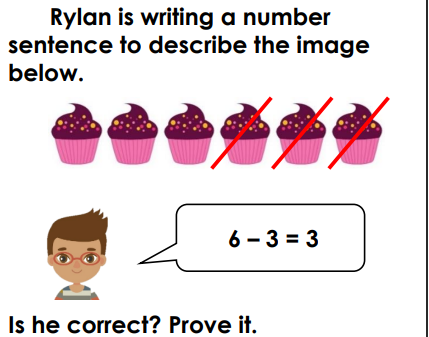 Rylan is writing a number
sentence to describe the image
below.
6 – 3 = 3
Is he correct? Prove it.